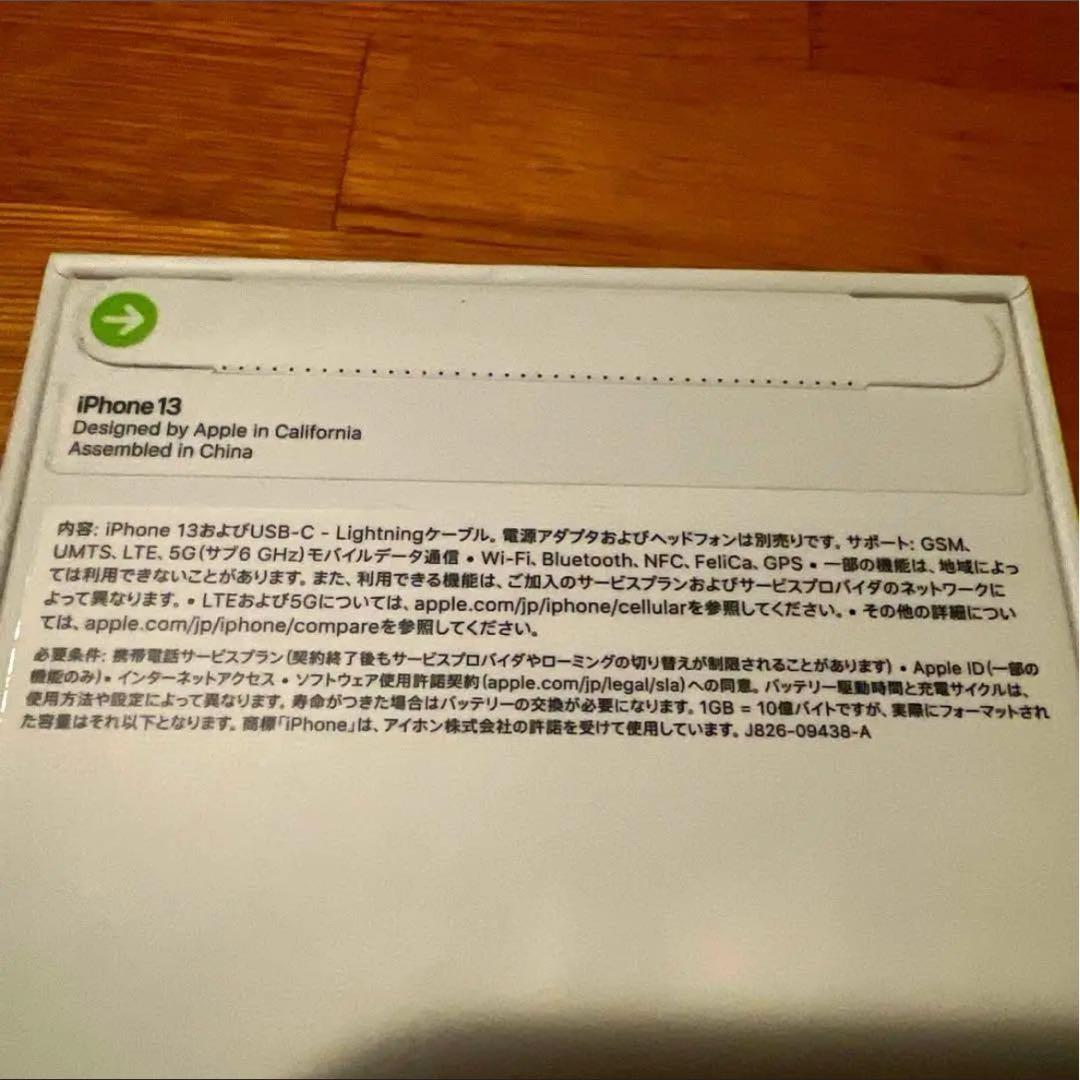 iPhone 13
Designed by Apple in California
Assembled in China
内容: iPhone 13およびUSB-C - Lightningケーブル。電源アダプタおよびヘッドフォンは別売りです。サポート: GSM、
UMTS、LTE、5G(サブ6 GHz)モバイルデータ通信 • Wi-Fi、Bluetooth、NFC、FeliCa、GPS • 一部の機能は、地域によっ
ては利用できないことがあります。また、利用できる機能は、ご加入のサービスプランおよびサービスプロバイダのネットワークに
よって異なります。• LTEおよび5Gについては、apple.com/jp/iphone/cellularを参照してください。• その他の詳細につい
ては、apple.com/jp/iphone/compareを参照してください。
必要条件: 携帯電話サービスプラン(契約終了後もサービスプロバイダやローミングの切り替えが制限されることがあります) • Apple ID(一部の
機能のみ) • インターネットアクセス • ソフトウェア使用許諾契約(apple.com/jp/legal/sla)への同意。バッテリー駆動時間と充電サイクルは、
使用方法や設定によって異なります。寿命がつきた場合はバッテリーの交換が必要になります。1GB = 10億バイトですが、実際にフォーマットされ
た容量はそれ以下となります。商標「iPhone」は、アイホン株式会社の許諾を受けて使用しています。J826-09438-A